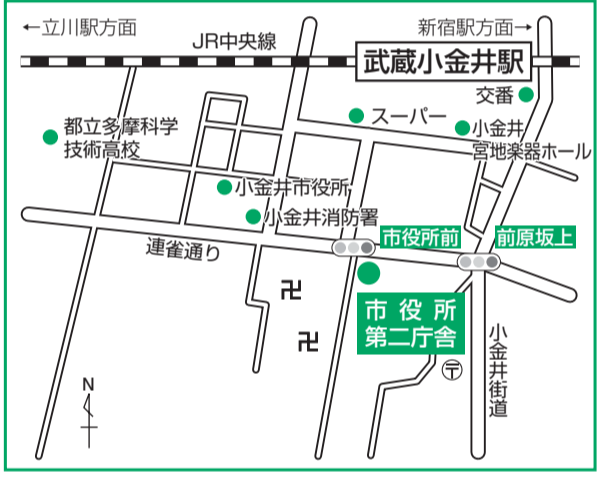 ←立川駅方面
新宿駅方面→
JR中央線
武蔵小金井駅
交番
スーパー
小金井
宮地楽器ホール
都立多摩科学
技術高校
小金井市役所
小金井消防署
連雀通り
市役所前
前原坂上
卍
卍
市役所
第二庁舎
〒
小金井街道
N